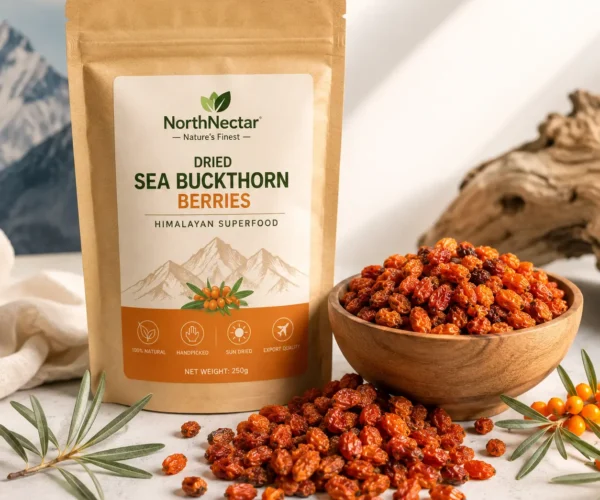 NorthNectar
— Nature's Finest —
DRIED
SEA BUCKTHORN
BERRIES
HIMALAYAN SUPERFOOD
100% NATURAL
HANDPICKED
SUN DRIED
EXPORT QUALITY
NET WEIGHT: 250g